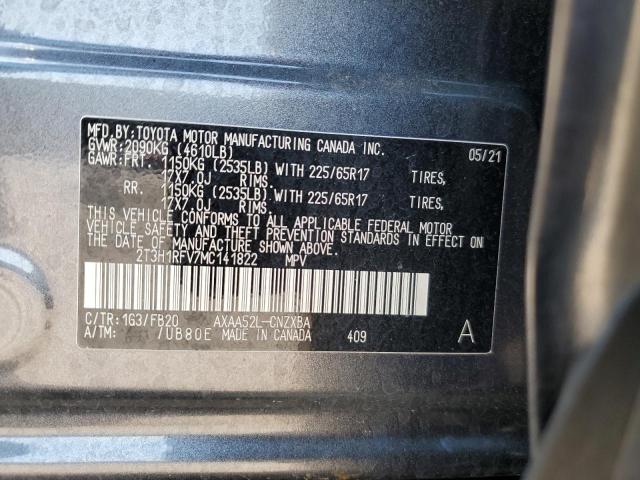 MFD.BY:TOYOTA MOTOR MANUFACTURING CANADA INC. 05/21
GVWR:2090KG (4610LB)
GAWR:FRT. 1150KG (2535LB) WITH 225/65R17 TIRES,
17X7.0J RIMS.
RR. 1150KG (2535LB) WITH 225/65R17 TIRES,
17X7.0J RIMS.
THIS VEHICLE CONFORMS TO ALL APPLICABLE FEDERAL MOTOR
VEHICLE SAFETY AND THEFT PREVENTION STANDARDS IN EFFECT
ON THE DATE OF MANUFACTURE SHOWN ABOVE.
2T3H1RFV7MC141822 MPV
C/TR:1G3/FB20 AXAA52L-CNZXBA
A/TM: /UB80E MADE IN CANADA 409 A